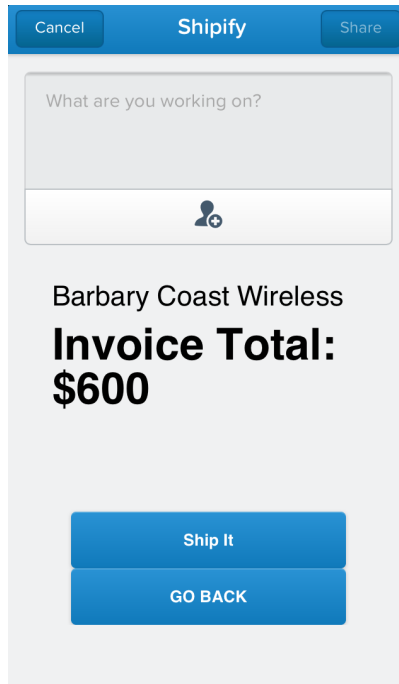 Cancel Shipify Share
What are you working on?
Barbary Coast Wireless
Invoice Total:
$600
Ship It
GO BACK